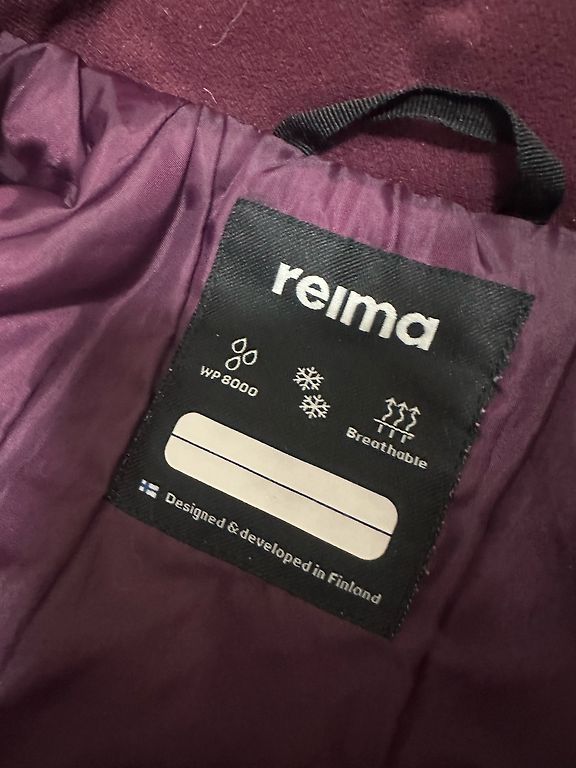 reima
WP 8000
Breathable
Designed & developed in Finland